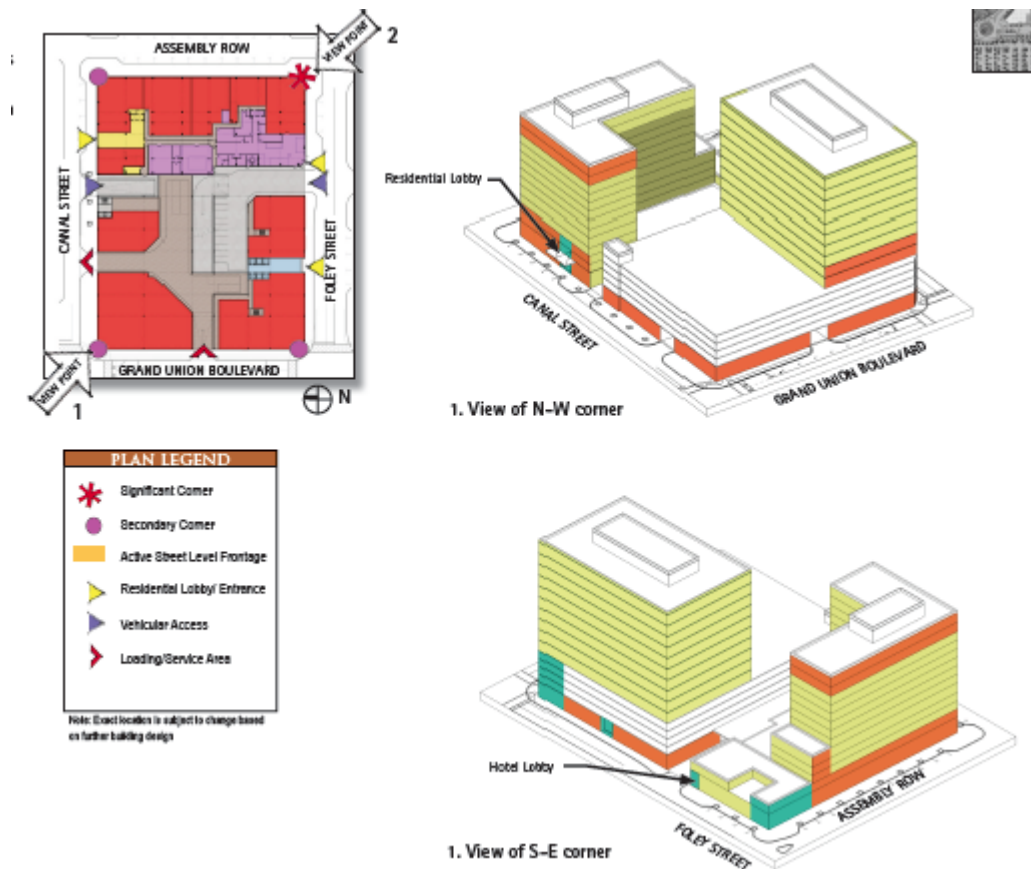 ASSEMBLY ROW
VIEW POINT
2
CANAL STREET
FOLEY STREET
GRAND UNION BOULEVARD
VIEW POINT
1
N
Residential Lobby
CANAL STREET
GRAND UNION BOULEVARD
1. View of N-W corner
PLAN LEGEND
Significant Corner
Secondary Corner
Active Street Level Frontage
Residential Lobby/ Entrance
Vehicular Access
Loading/Service Area
Note: Exact location is subject to change based
on further building design
Hotel Lobby
FOLEY STREET
ASSEMBLY ROW
1. View of S-E corner